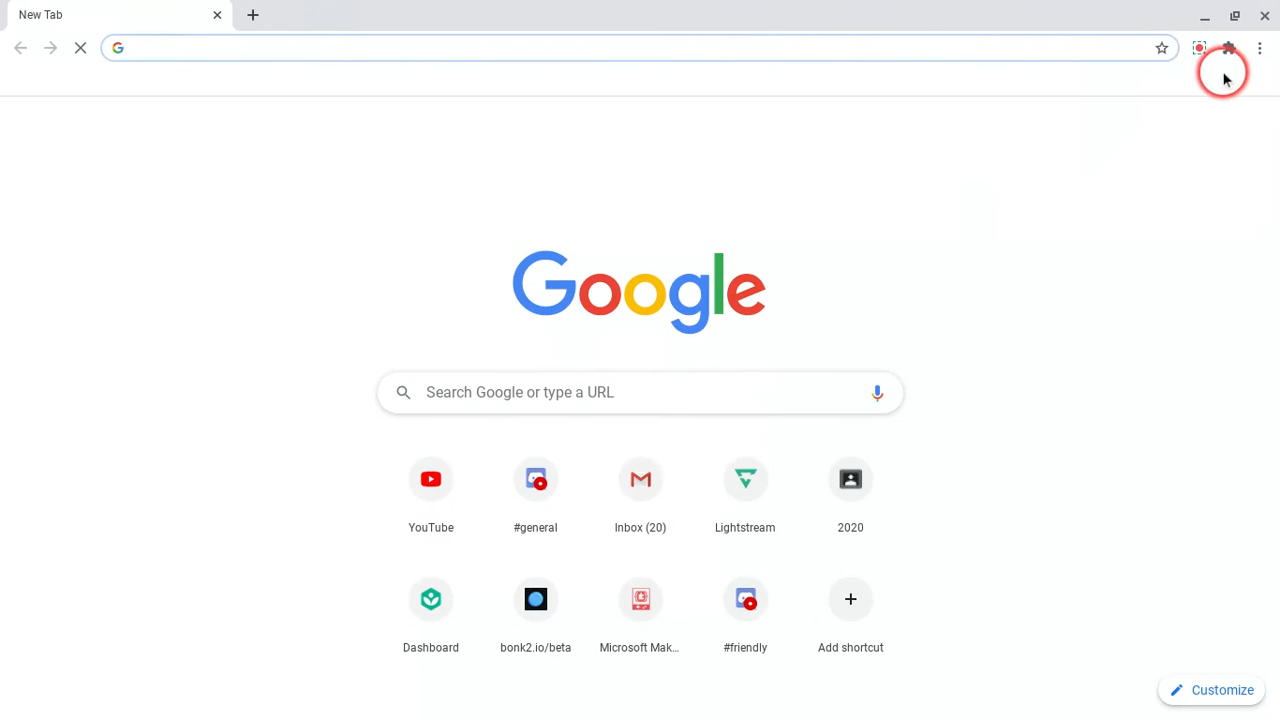 New Tab
Google
Search Google or type a URL
YouTube
#general
Inbox (20)
Lightstream
2020
Dashboard
bonk2.io/beta
Microsoft Mak...
#friendly
Add shortcut
Customize